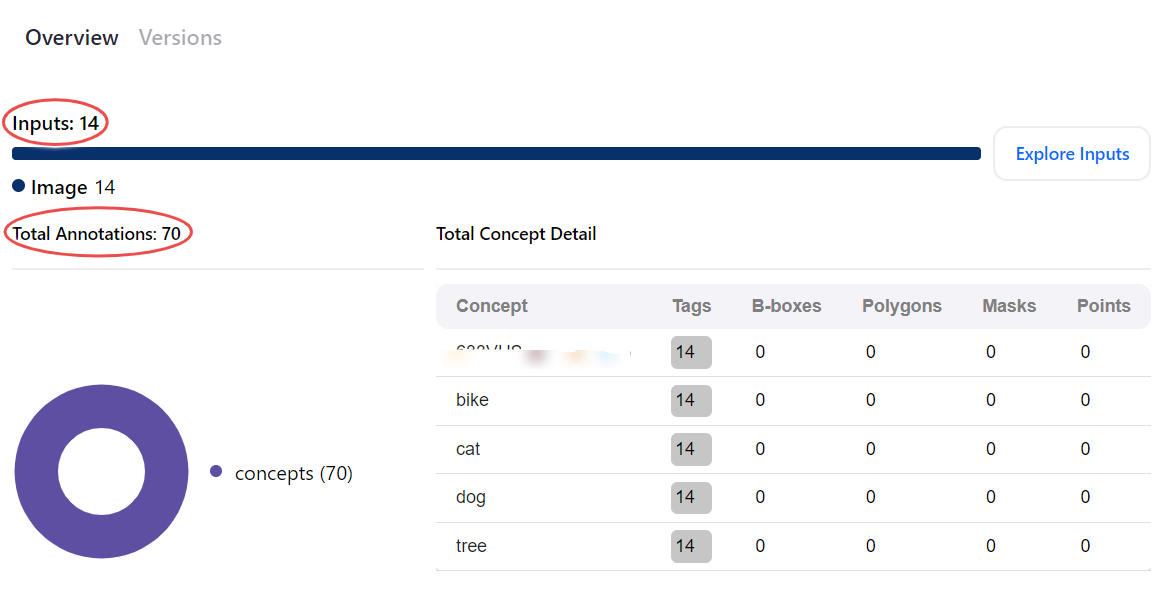 Overview Versions
Inputs: 14
Explore Inputs
Image 14
Total Annotations: 70
Total Concept Detail
Concept Tags B-boxes Polygons Masks Points
14 0 0 0 0
bike 14 0 0 0 0
cat 14 0 0 0 0
concepts (70)
dog 14 0 0 0 0
tree 14 0 0 0 0